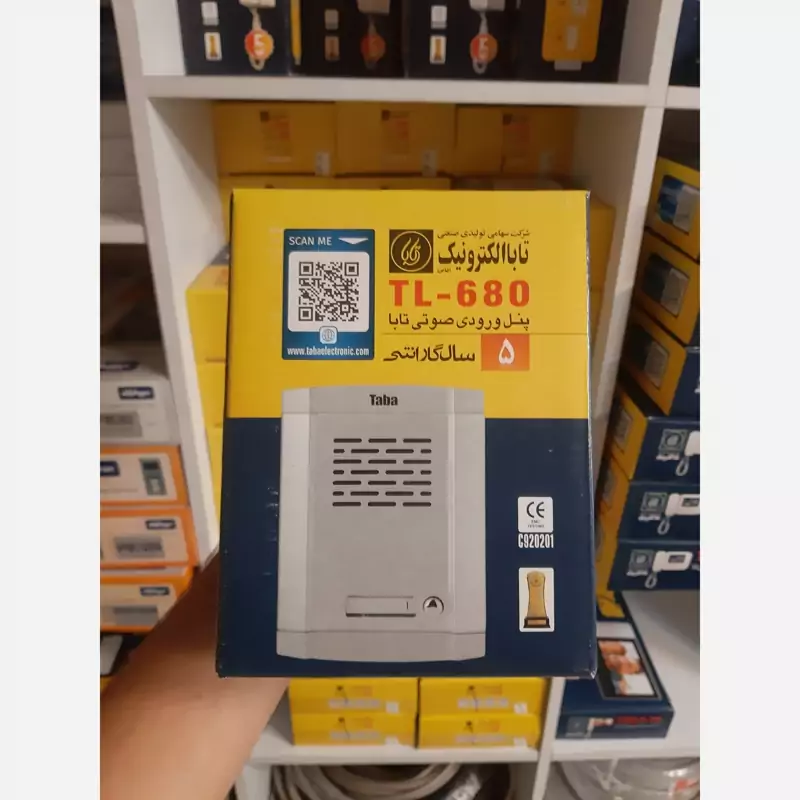 SCAN ME
www.tabaelectronic.com
شرکت سهامی تولیدی صنعتی
تابا الکترونیک
TL-680
پنل ورودی صوتی تابا
۵ سال گارانتی
Taba
CE
C920201